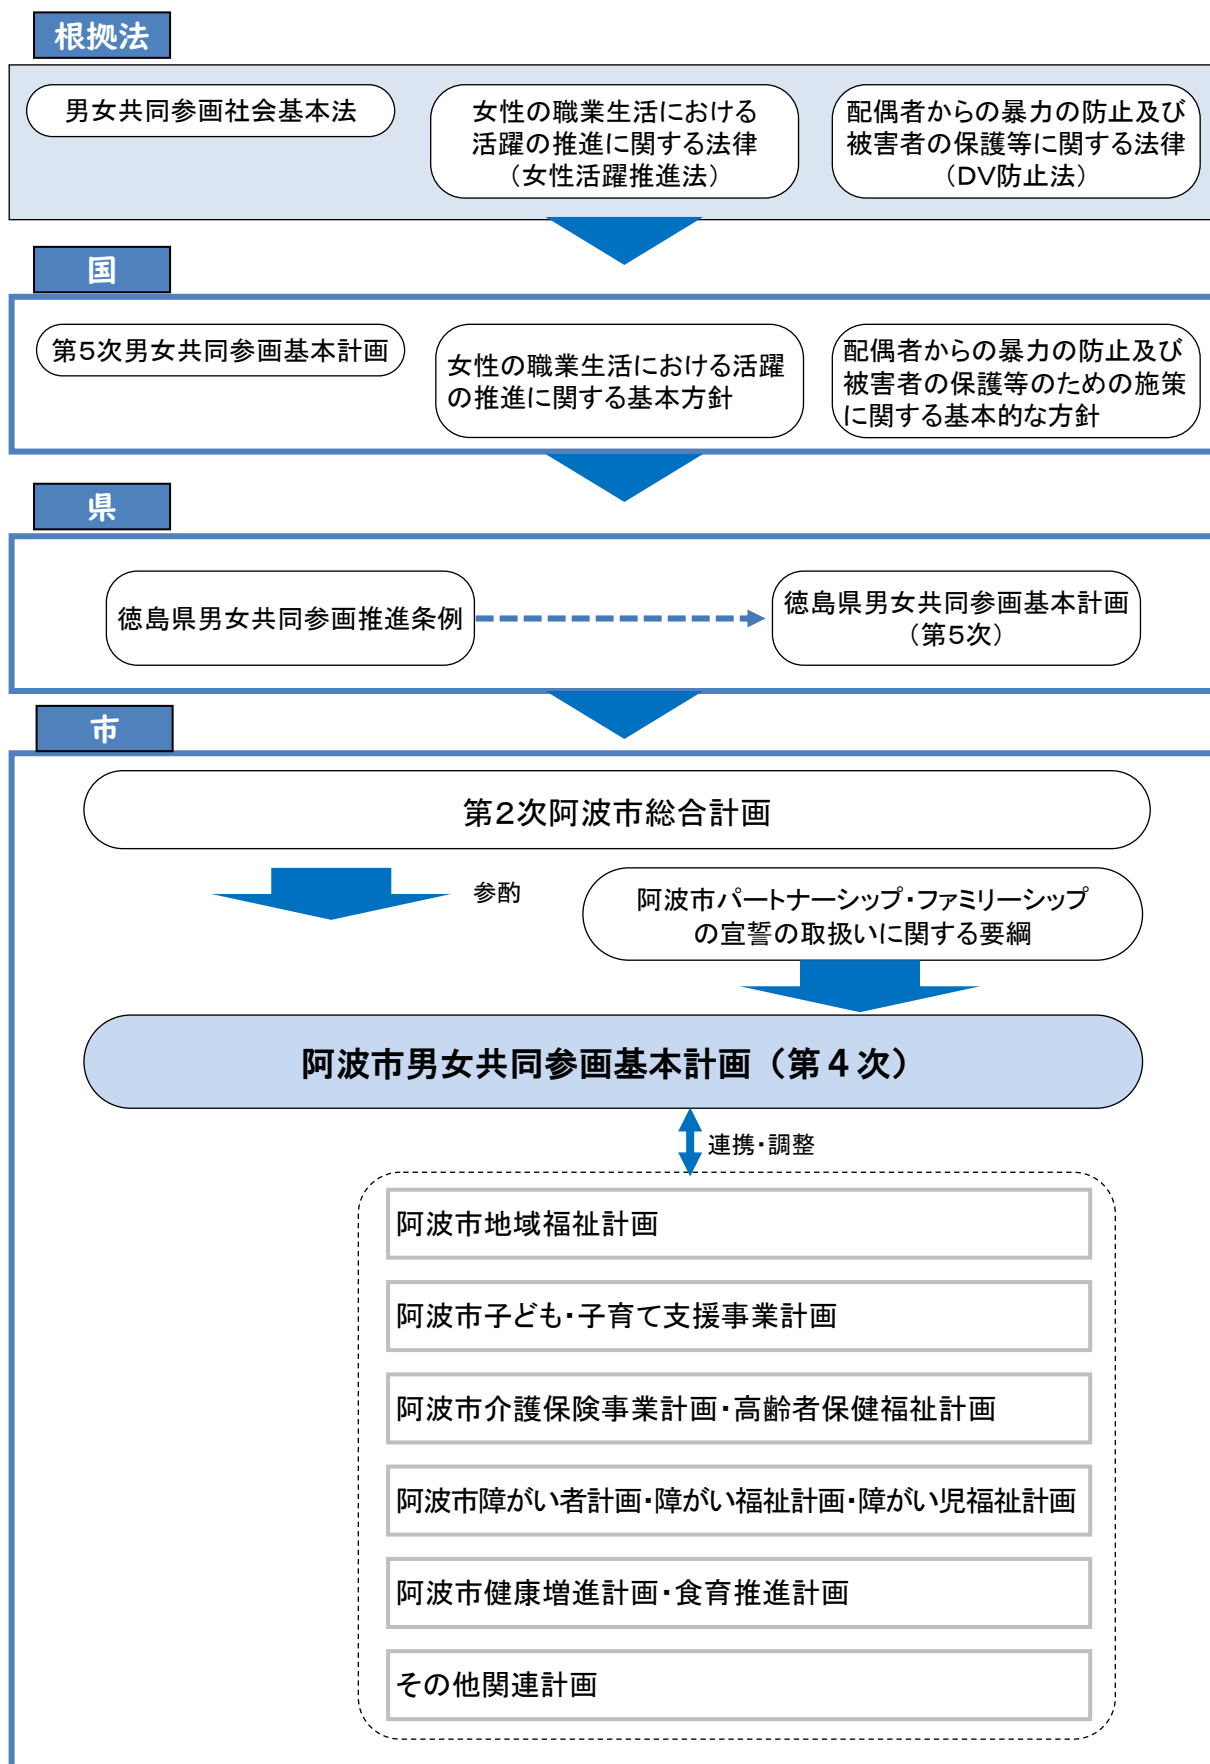 根拠法
男女共同参画社会基本法
女性の職業生活における
活躍の推進に関する法律
（女性活躍推進法）
配偶者からの暴力の防止及び
被害者の保護等に関する法律
（DV防止法）
国
第5次男女共同参画基本計画
女性の職業生活における活躍
の推進に関する基本方針
配偶者からの暴力の防止及び
被害者の保護等のための施策
に関する基本的な方針
県
徳島県男女共同参画推進条例
徳島県男女共同参画基本計画
（第5次）
市
第2次阿波市総合計画
参酌
阿波市パートナーシップ・ファミリーシップ
の宣誓の取扱いに関する要綱
阿波市男女共同参画基本計画（第４次）
連携・調整
阿波市地域福祉計画
阿波市子ども・子育て支援事業計画
阿波市介護保険事業計画・高齢者保健福祉計画
阿波市障がい者計画・障がい福祉計画・障がい児福祉計画
阿波市健康増進計画・食育推進計画
その他関連計画